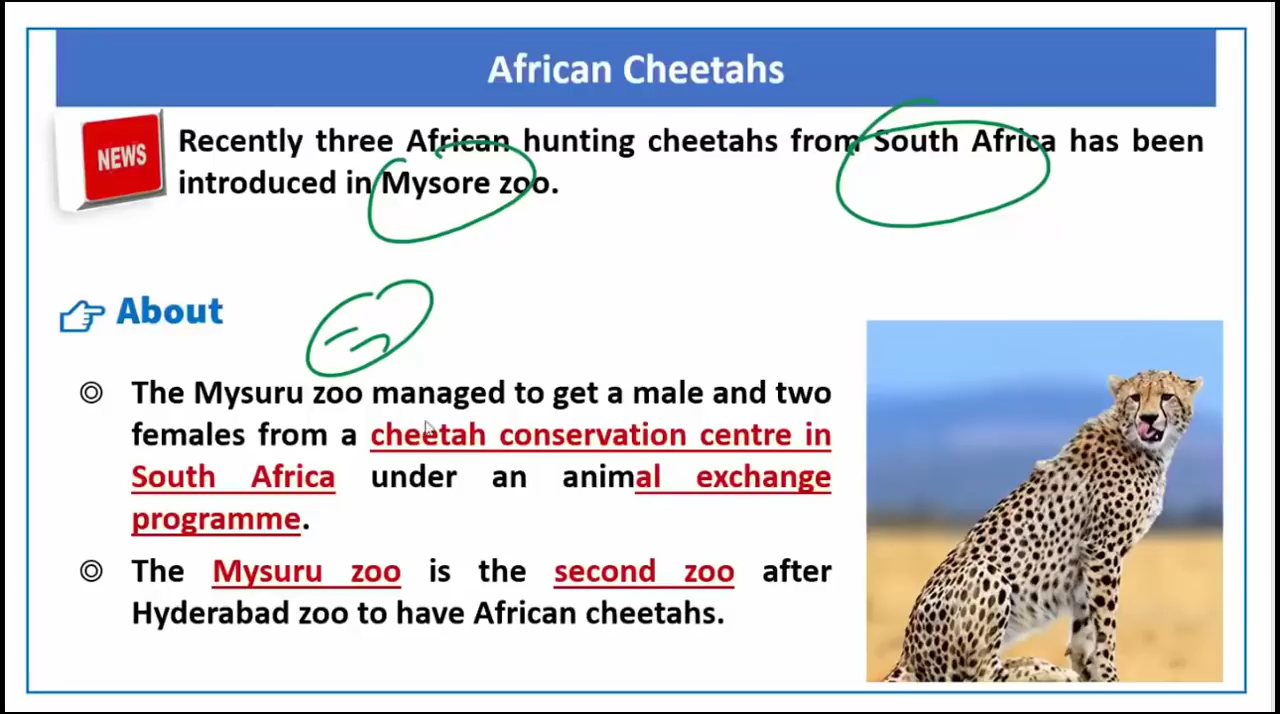 African Cheetahs
NEWS
Recently three African hunting cheetahs from South Africa has been
introduced in Mysore zoo.
About
The Mysuru zoo managed to get a male and two
females from a cheetah conservation centre in
South Africa under an animal exchange
programme.
The Mysuru zoo is the second zoo after
Hyderabad zoo to have African cheetahs.